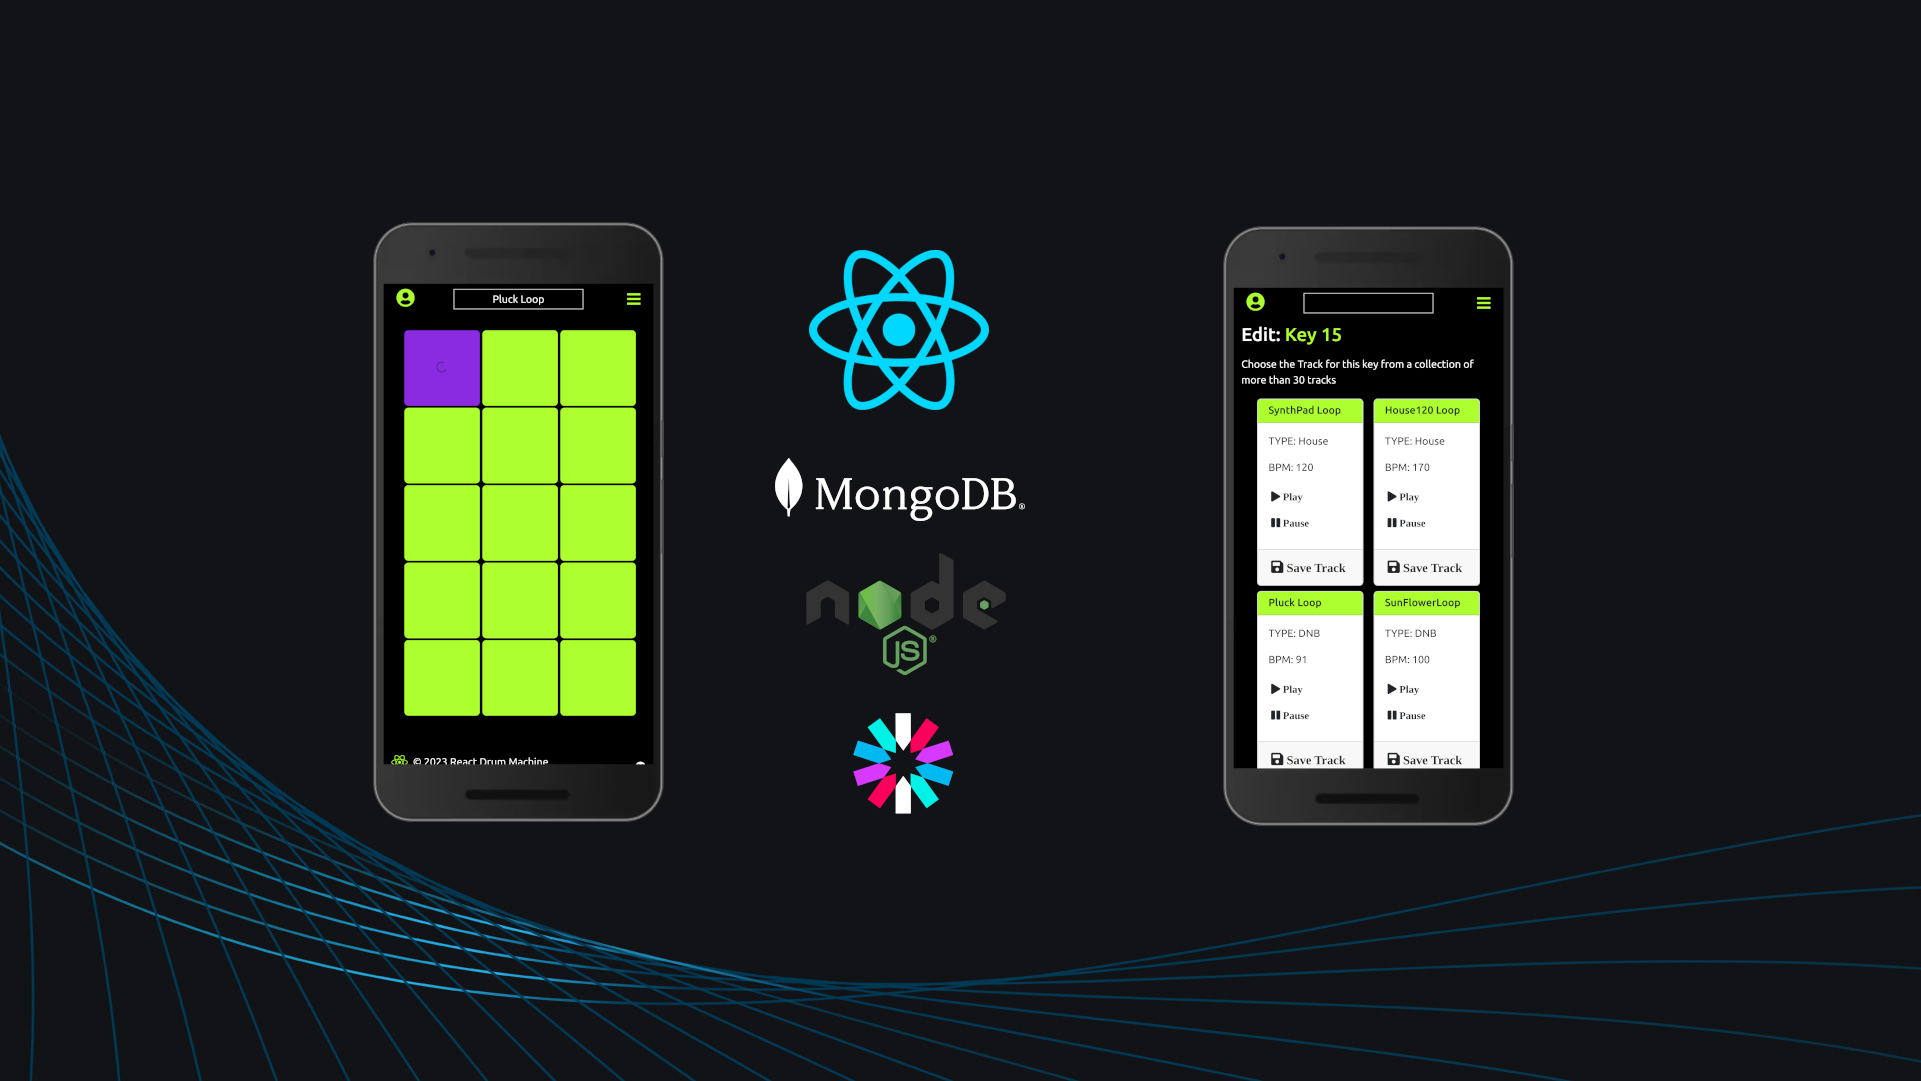 Pluck Loop
C
© 2023 React Drum Machine
MongoDB®
node
JS®
Edit: Key 15
Choose the Track for this key from a collection of
more than 30 tracks
SynthPad Loop
TYPE: House
BPM: 120
Play
Pause
Save Track
House120 Loop
TYPE: House
BPM: 170
Play
Pause
Save Track
Pluck Loop
TYPE: DNB
BPM: 91
Play
Pause
Save Track
SunFlowerLoop
TYPE: DNB
BPM: 100
Play
Pause
Save Track